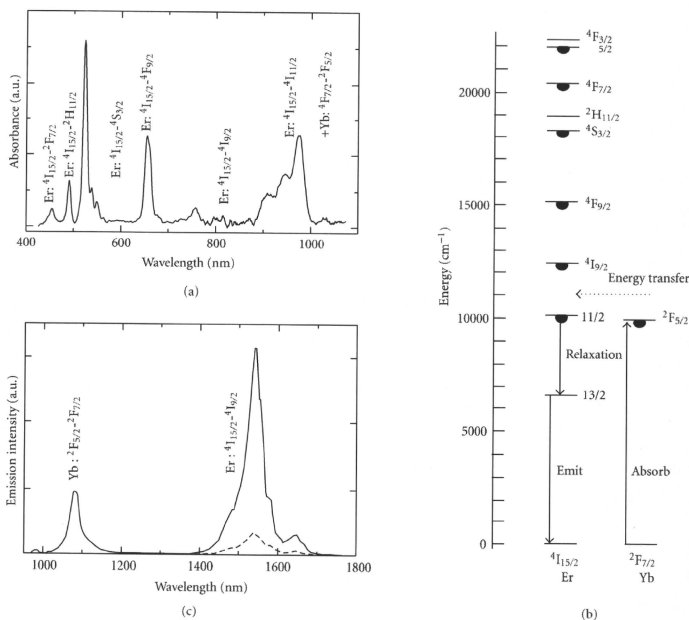 Absorbance (a.u.)
Er: ⁴I₁₅/₂-²F₇/₂
Er: ⁴I₁₅/₂-²H₁₁/₂
Er: ⁴I₁₅/₂-⁴S₃/₂
Er: ⁴I₁₅/₂-⁴F₉/₂
Er: ⁴I₁₅/₂-⁴I₉/₂
Er: ⁴I₁₅/₂-⁴I₁₁/₂
+Yb: ⁴F₇/₂-²F₅/₂
400 600 800 1000
Wavelength (nm)
(a)
Emission intensity (a.u.)
Yb : ²F₅/₂-²F₇/₂
Er : ⁴I₁₅/₂-⁴I₉/₂
1000 1200 1400 1600 1800
Wavelength (nm)
(c)
Energy (cm⁻¹)
20000
15000
10000
5000
0
⁴F₃/₂
5/2
⁴F₇/₂
²H₁₁/₂
⁴S₃/₂
⁴F₉/₂
⁴I₉/₂
Energy transfer
11/2
²F₅/₂
Relaxation
13/2
Emit
Absorb
⁴I₁₅/₂ ²F₇/₂
Er Yb
(b)